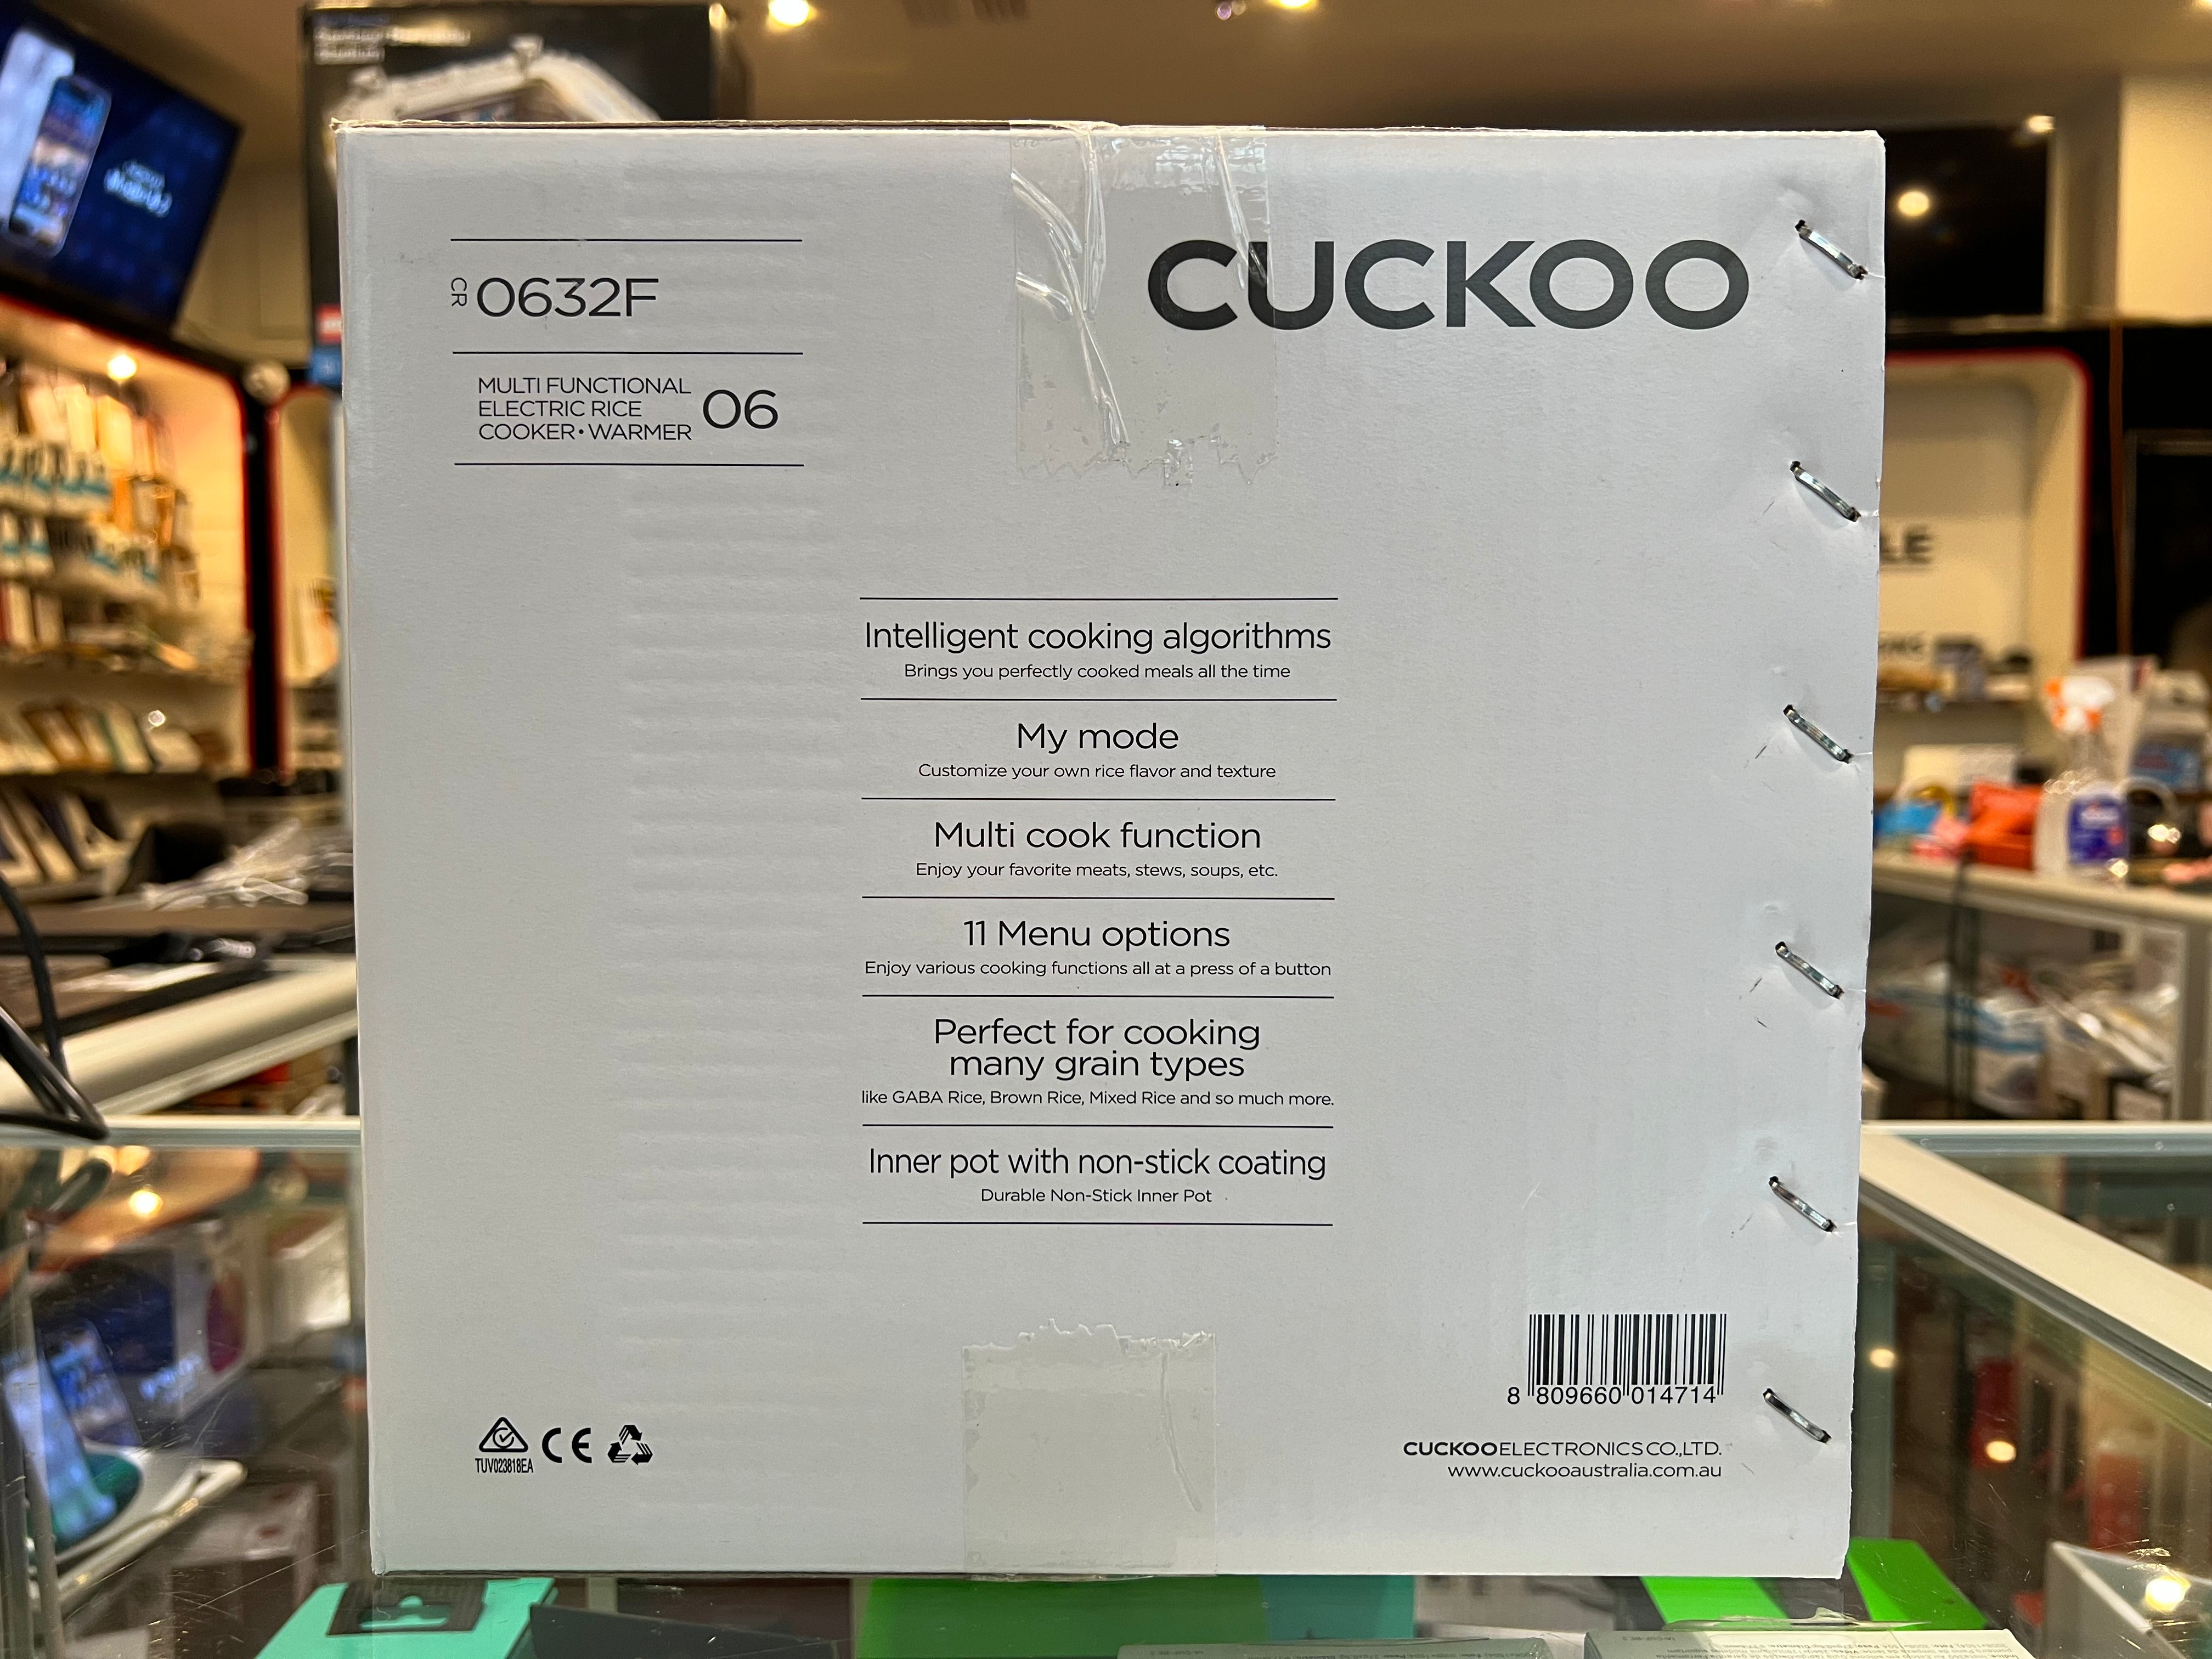 CR 0632F
MULTI FUNCTIONAL
ELECTRIC RICE
COOKER•WARMER
06
CUCKOO
Intelligent cooking algorithms
Brings you perfectly cooked meals all the time
My mode
Customize your own rice flavor and texture
Multi cook function
Enjoy your favorite meats, stews, soups, etc.
11 Menu options
Enjoy various cooking functions all at a press of a button
Perfect for cooking
many grain types
like GABA Rice, Brown Rice, Mixed Rice and so much more.
Inner pot with non-stick coating
Durable Non-Stick Inner Pot
TUV023818EA
CE
8 809660 014714
CUCKOO ELECTRONICS CO.,LTD.
www.cuckooaustralia.com.au